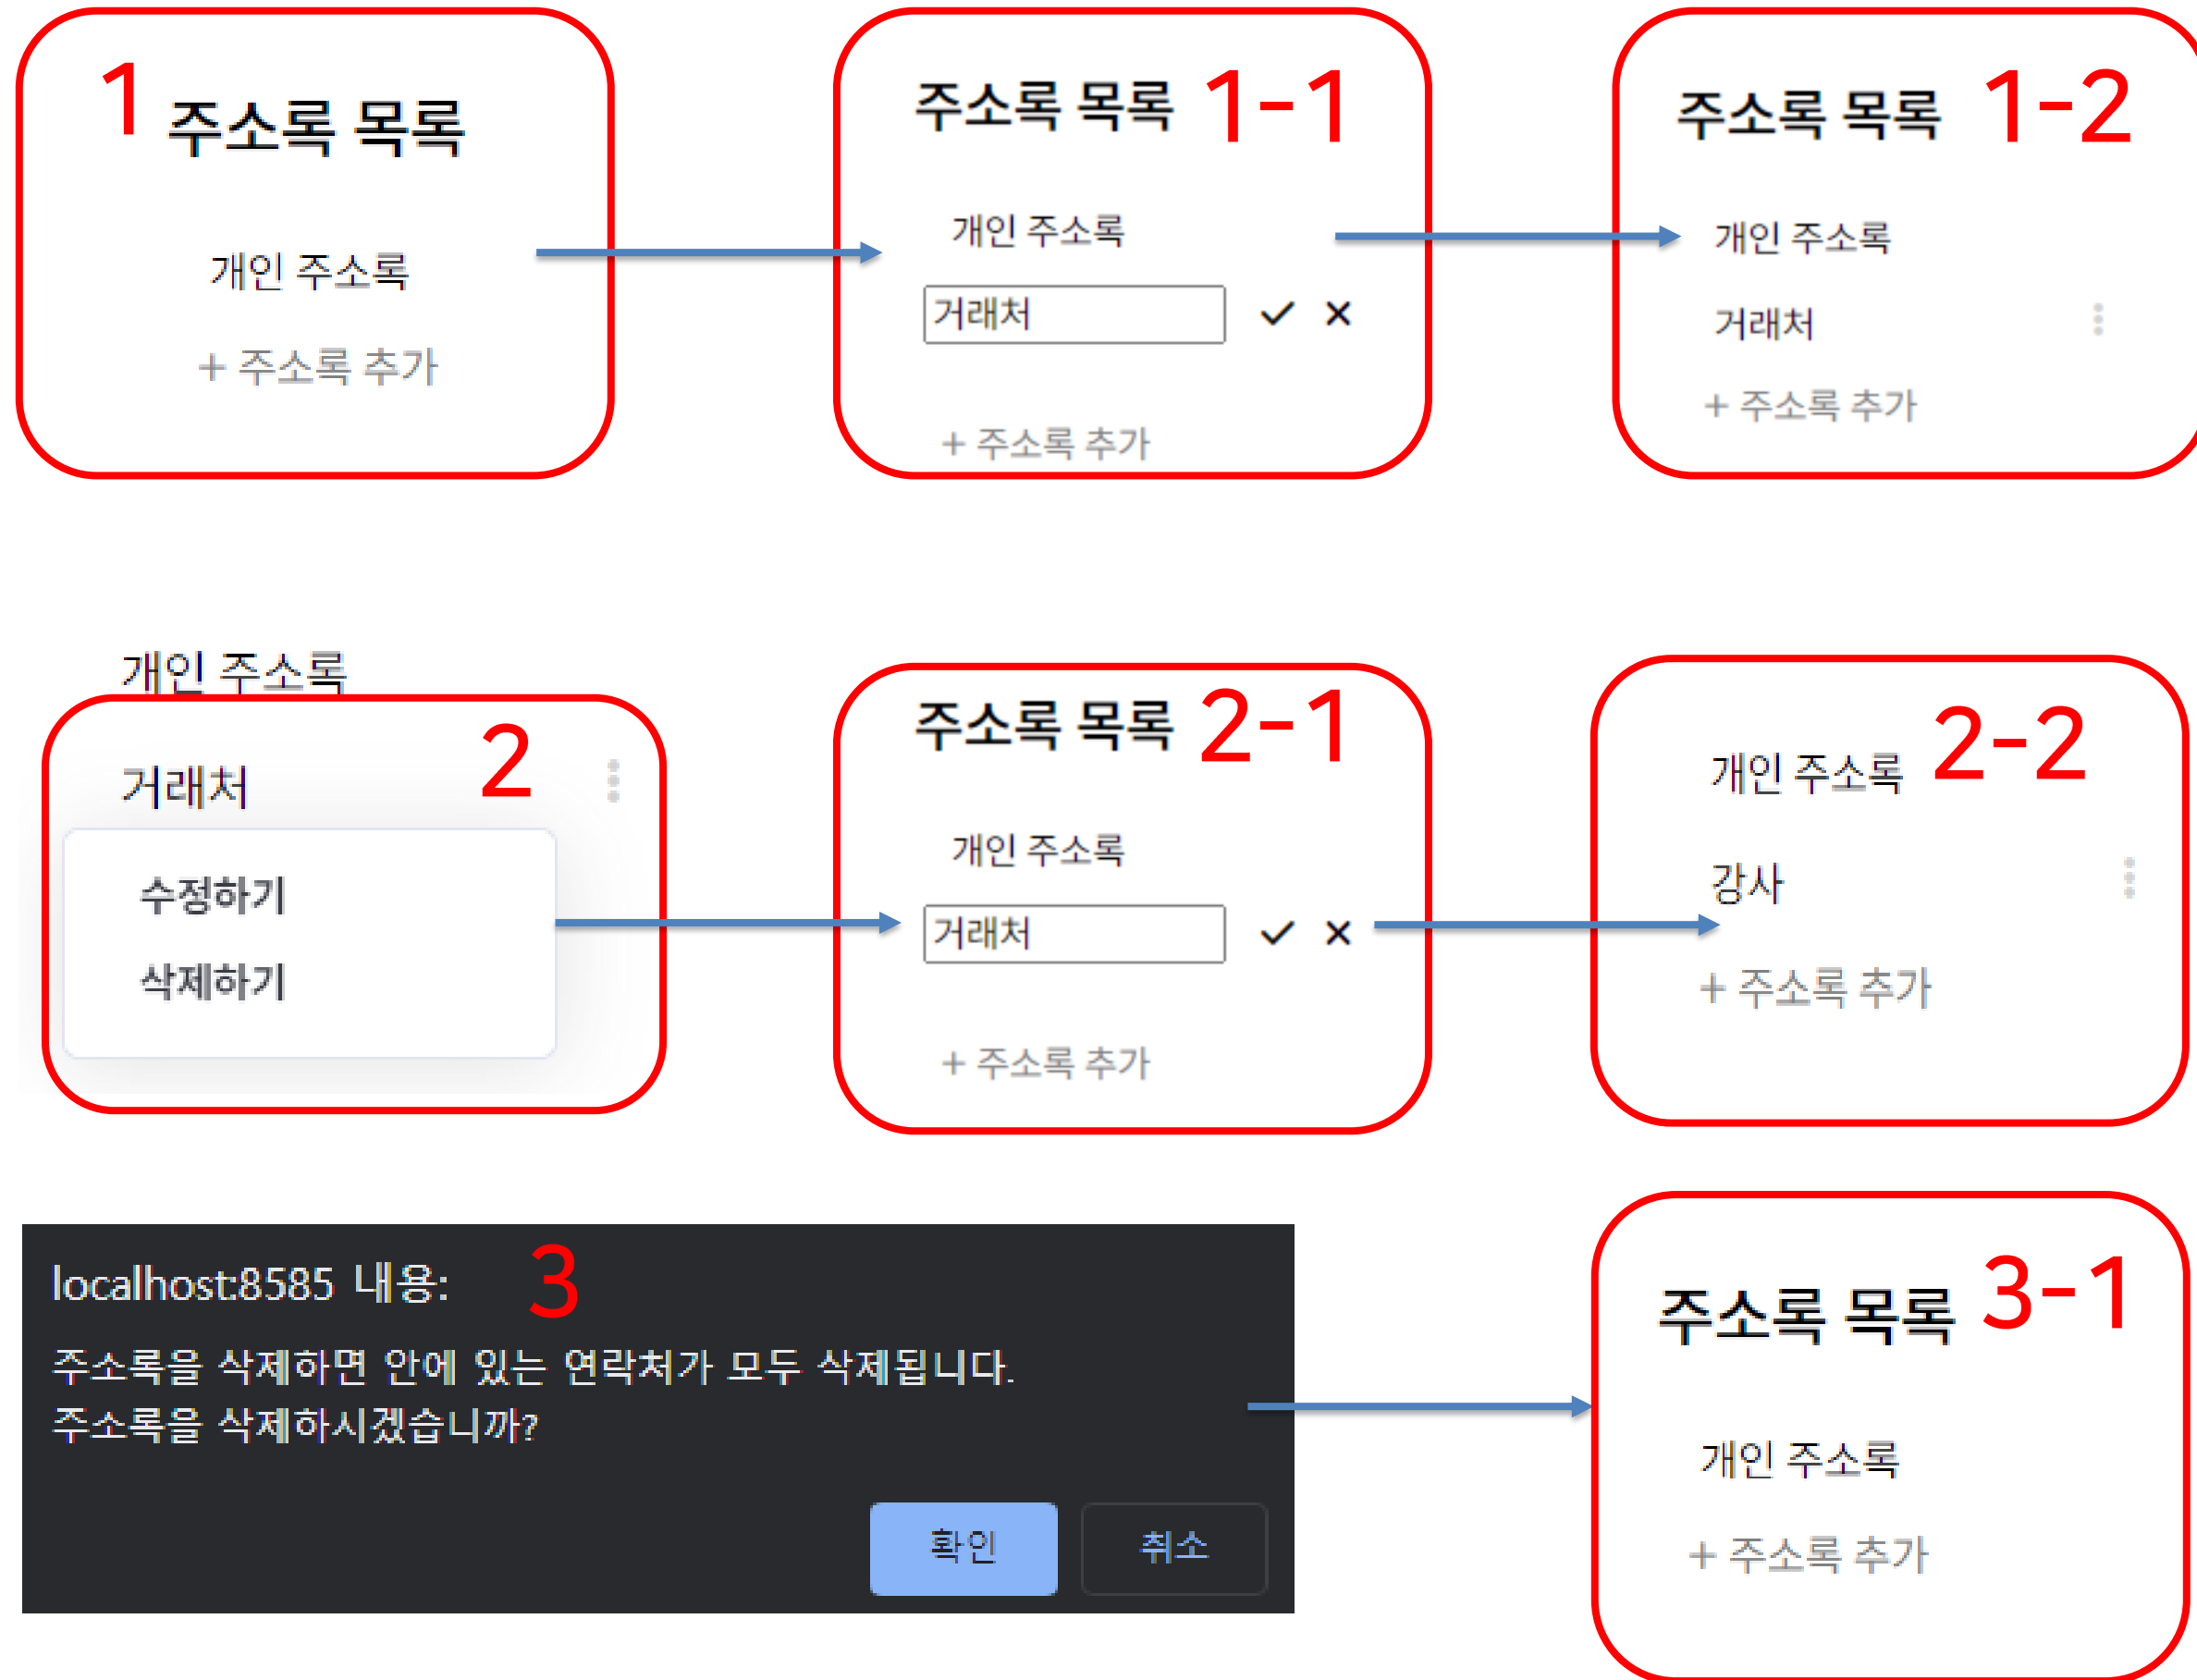 1
주소록 목록
개인 주소록
+ 주소록 추가
주소록 목록 1-1
개인 주소록
거래처
+ 주소록 추가
주소록 목록 1-2
개인 주소록
거래처
+ 주소록 추가
개인 주소록
거래처 2
수정하기
삭제하기
주소록 목록 2-1
개인 주소록
거래처
+ 주소록 추가
개인 주소록 2-2
강사
+ 주소록 추가
localhost:8585 내용: 3
주소록을 삭제하면 안에 있는 연락처가 모두 삭제됩니다.
주소록을 삭제하시겠습니까?
확인 취소
주소록 목록 3-1
개인 주소록
+ 주소록 추가